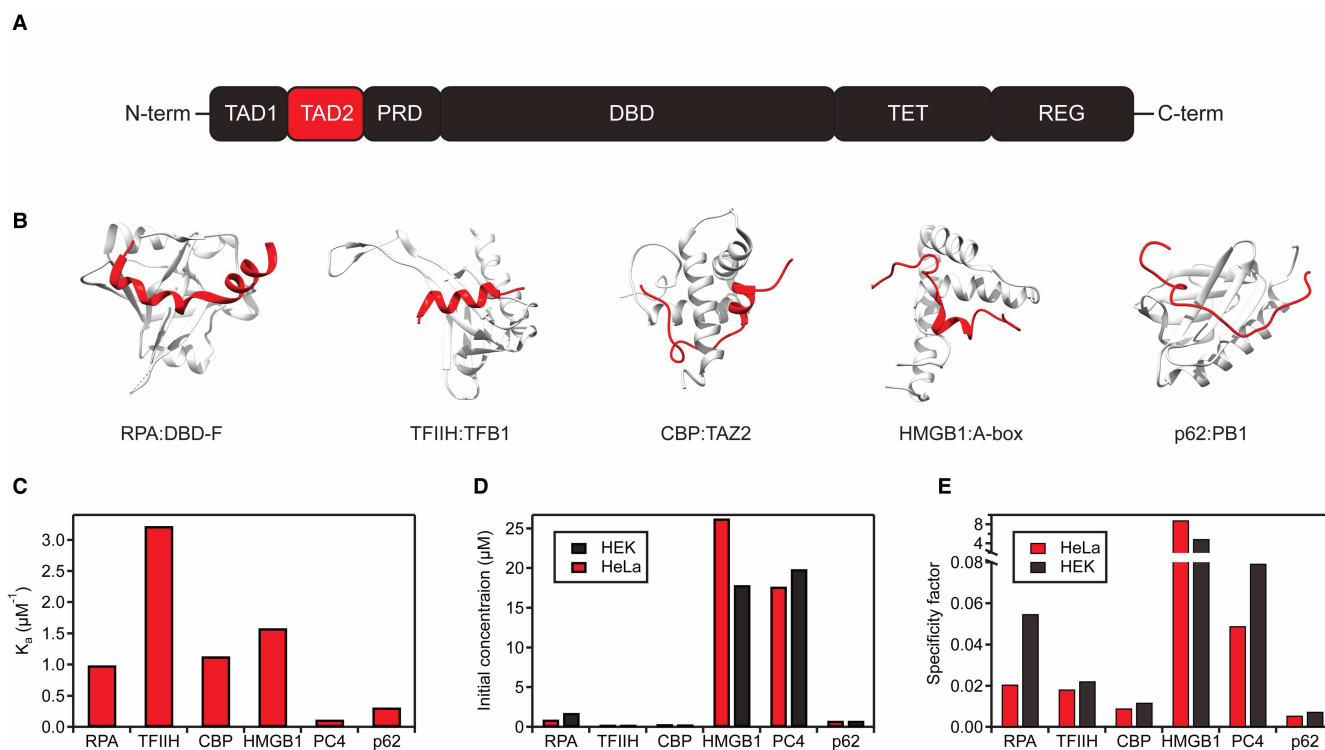 A
N-term TAD1 TAD2 PRD DBD TET REG C-term
B
RPA:DBD-F TFIIH:TFB1 CBP:TAZ2 HMGB1:A-box p62:PB1
C
Kₐ (µM⁻¹)
3.0
2.5
2.0
1.5
1.0
0.5
0.0
RPA TFIIH CBP HMGB1 PC4 p62
D
Initial concentraion (µM)
25
20
15
10
5
0
HEK
HeLa
RPA TFIIH CBP HMGB1 PC4 p62
E
Specificity factor
8
4
0.08
0.06
0.04
0.02
0.00
HeLa
HEK
RPA TFIIH CBP HMGB1 PC4 p62